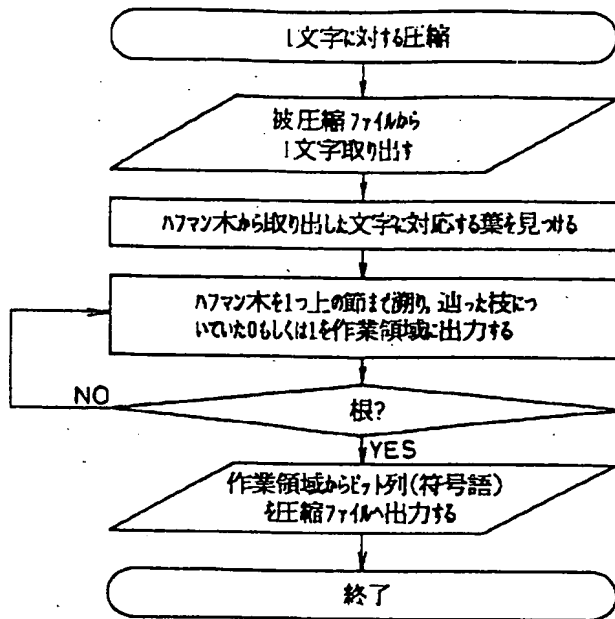 1文字に対する圧縮
被圧縮ファイルから
1文字取り出す
ハフマン木から取り出した文字に対応する葉を見つける
ハフマン木を1つ上の節まで溯り,辿った枝につ
いていた0もしくは1を作業領域に出力する
NO
根?
YES
作業領域からビット列(符号語)
を圧縮ファイルへ出力する
終了